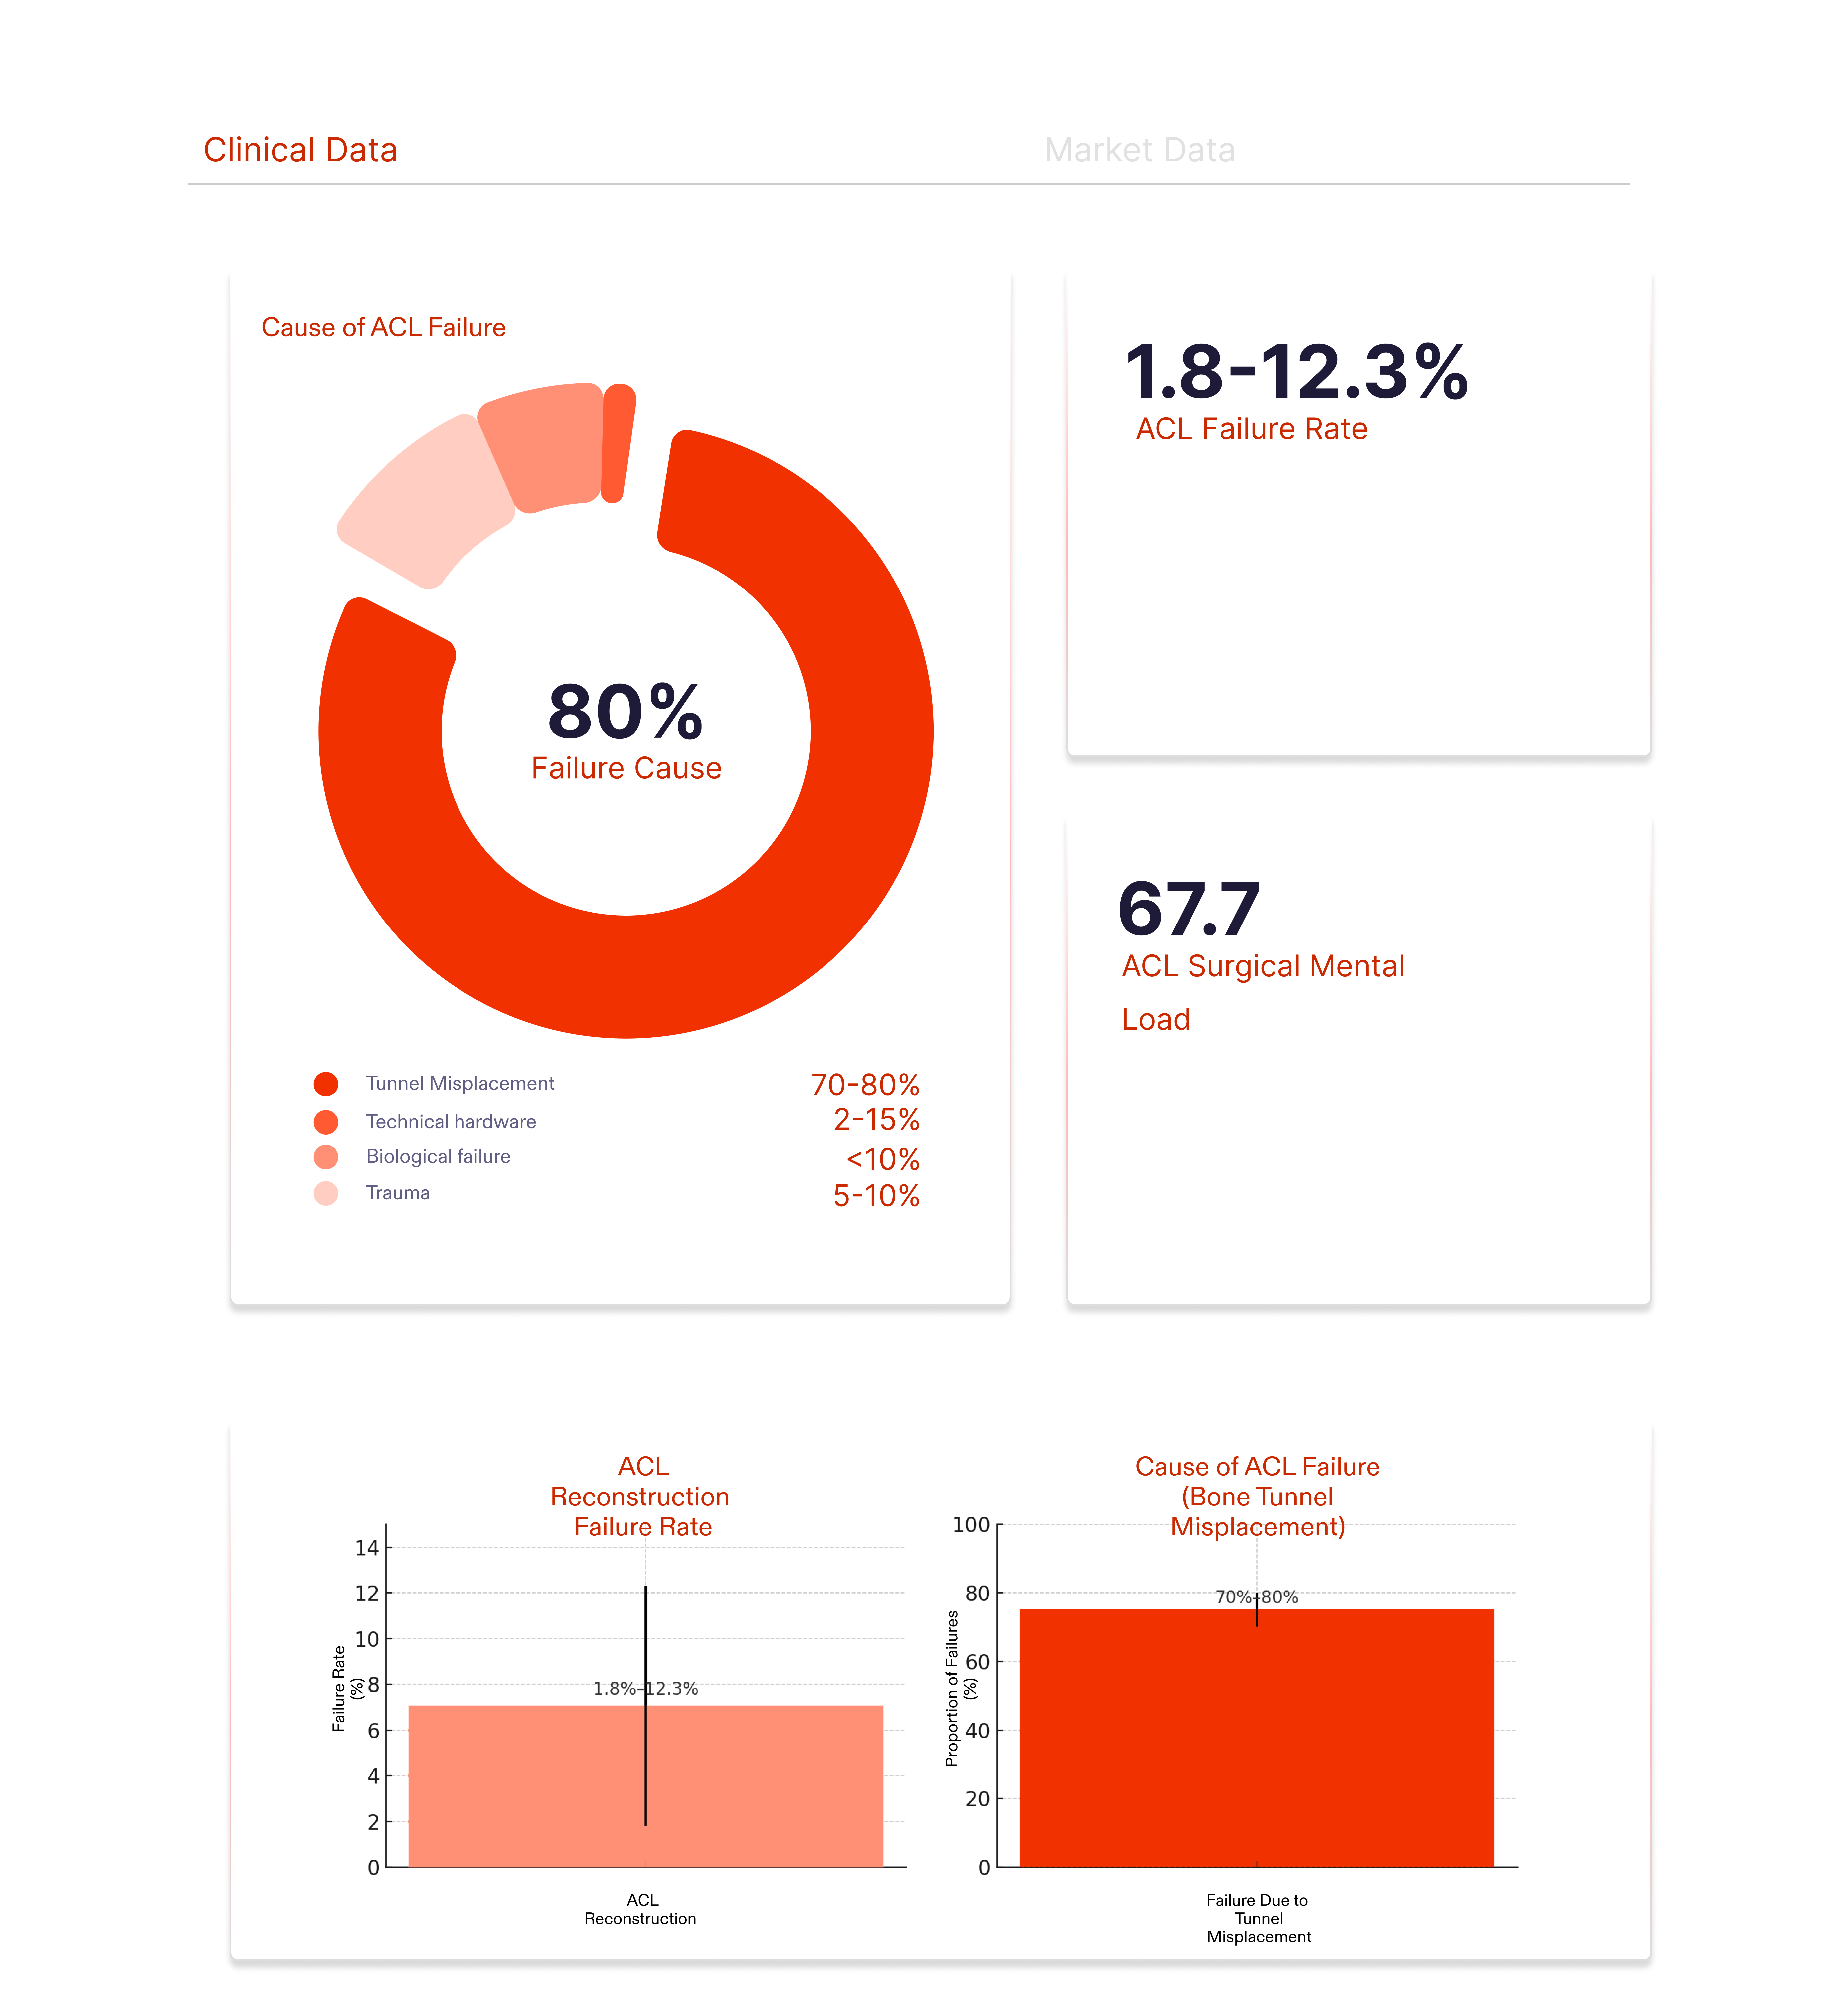 Clinical Data
Market Data
Cause of ACL Failure
80%
Failure Cause
Tunnel Misplacement 70-80%
Technical hardware 2-15%
Biological failure <10%
Trauma 5-10%
1.8-12.3%
ACL Failure Rate
67.7
ACL Surgical Mental
Load
ACL
Reconstruction
Failure Rate
14
12
10
8
6
4
2
0
Failure Rate
(%)
1.8%–12.3%
ACL
Reconstruction
Cause of ACL Failure
(Bone Tunnel
Misplacement)
100
80
60
40
20
0
Proportion of Failures
(%)
70%–80%
Failure Due to
Tunnel
Misplacement